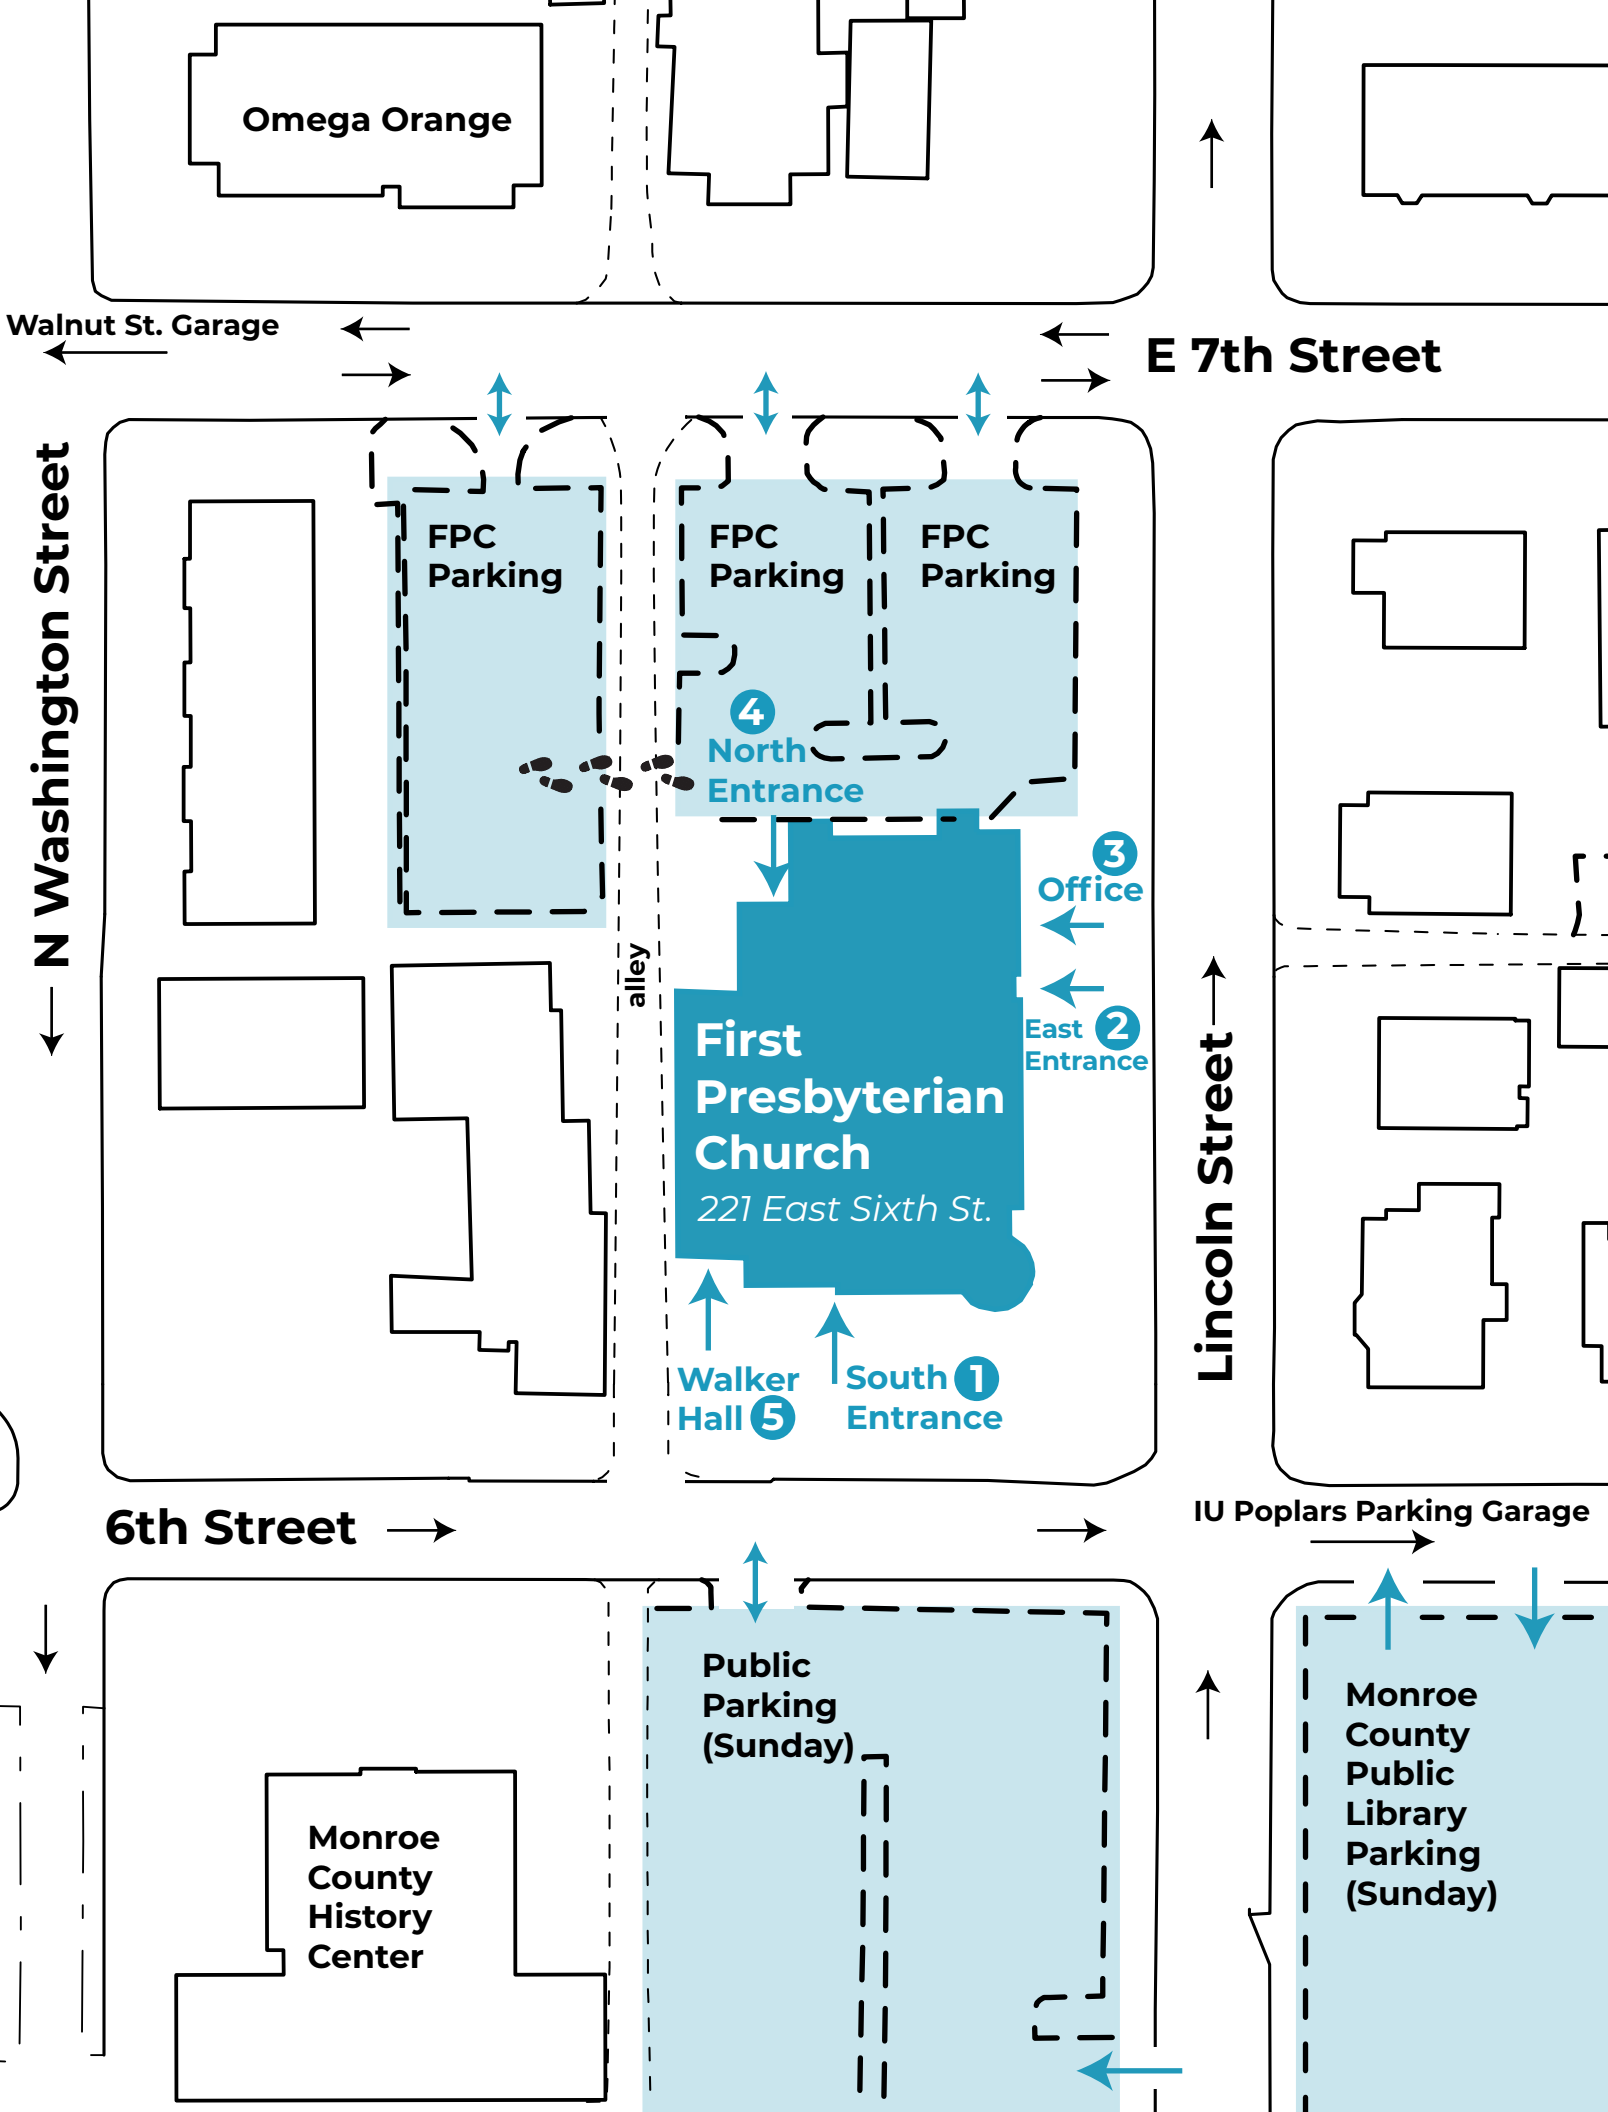 Omega Orange
Walnut St. Garage
E 7th Street
N Washington Street
FPC
Parking
FPC
Parking
FPC
Parking
4
North
Entrance
3
Office
alley
East 2
Entrance
First
Presbyterian
Church
221 East Sixth St.
Lincoln Street
Walker
Hall 5
South 1
Entrance
6th Street
IU Poplars Parking Garage
Public
Parking
(Sunday)
Monroe
County
Public
Library
Parking
(Sunday)
Monroe
County
History
Center